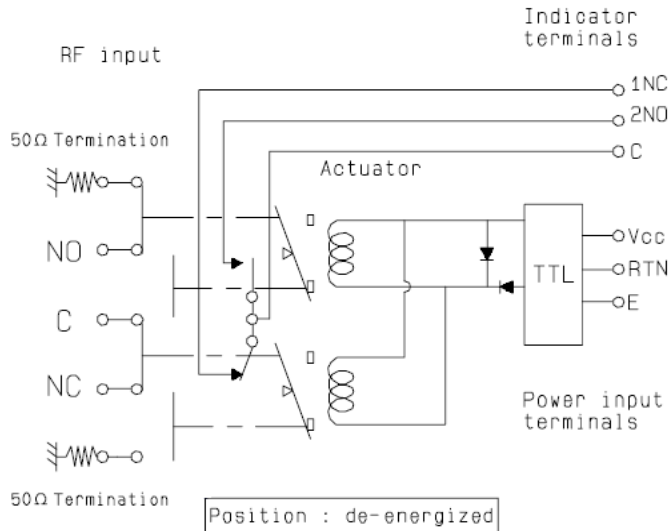 Indicator
terminals
RF input
1NC
2NO
C
50Ω Termination
Actuator
NO
C
NC
TTL
Vcc
RTN
E
Power input
terminals
50Ω Termination
Position : de-energized